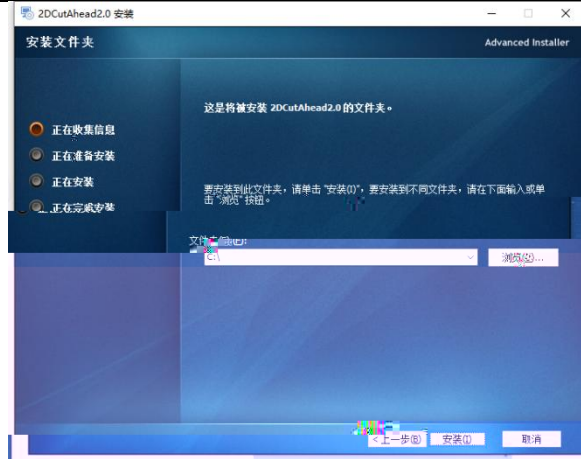 2DCutAhead2.0 安装
安装文件夹
Advanced Installer
这是将被安装 2DCutAhead2.0 的文件夹。
正在收集信息
正在准备安装
正在安装
正在完成安装
要安装到此文件夹，请单击 "安装(I)"，要安装到不同文件夹，请在下面输入或单
击 "浏览" 按钮。
C:\
浏览(O)...
< 上一步(B)
安装(I)
取消